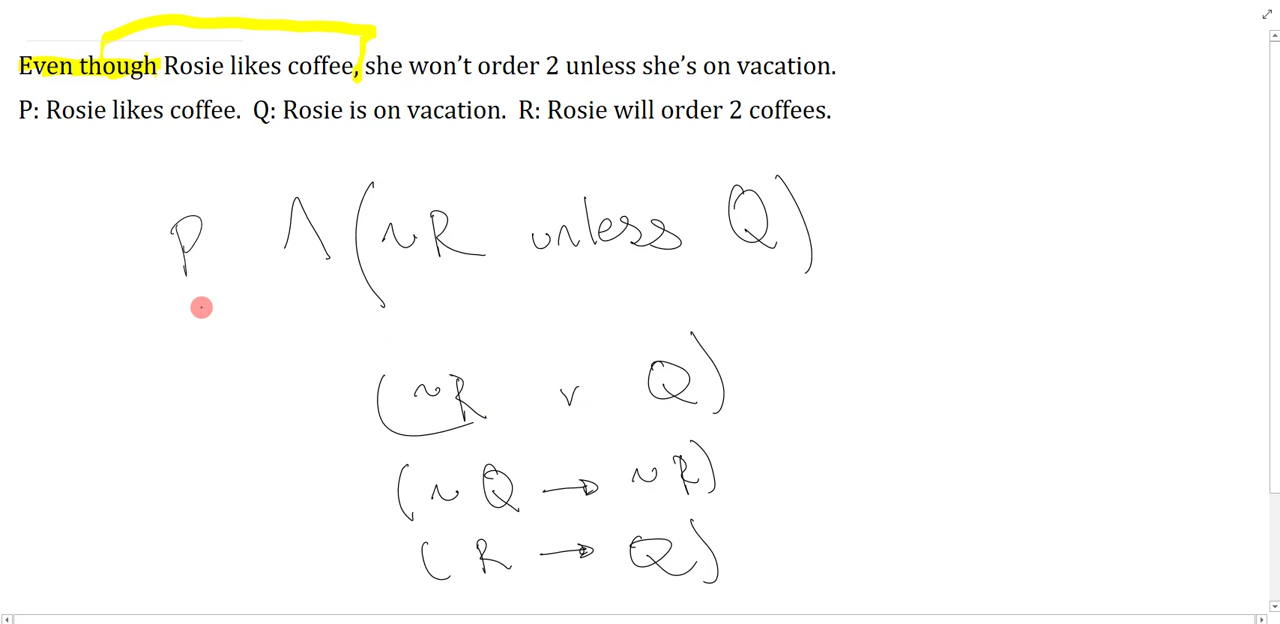 Even though Rosie likes coffee, she won’t order 2 unless she’s on vacation.
P: Rosie likes coffee.  Q: Rosie is on vacation.  R: Rosie will order 2 coffees.
P ∧ (~R unless Q)
(~R ∨ Q)
(~Q → ~R)
(R → Q)